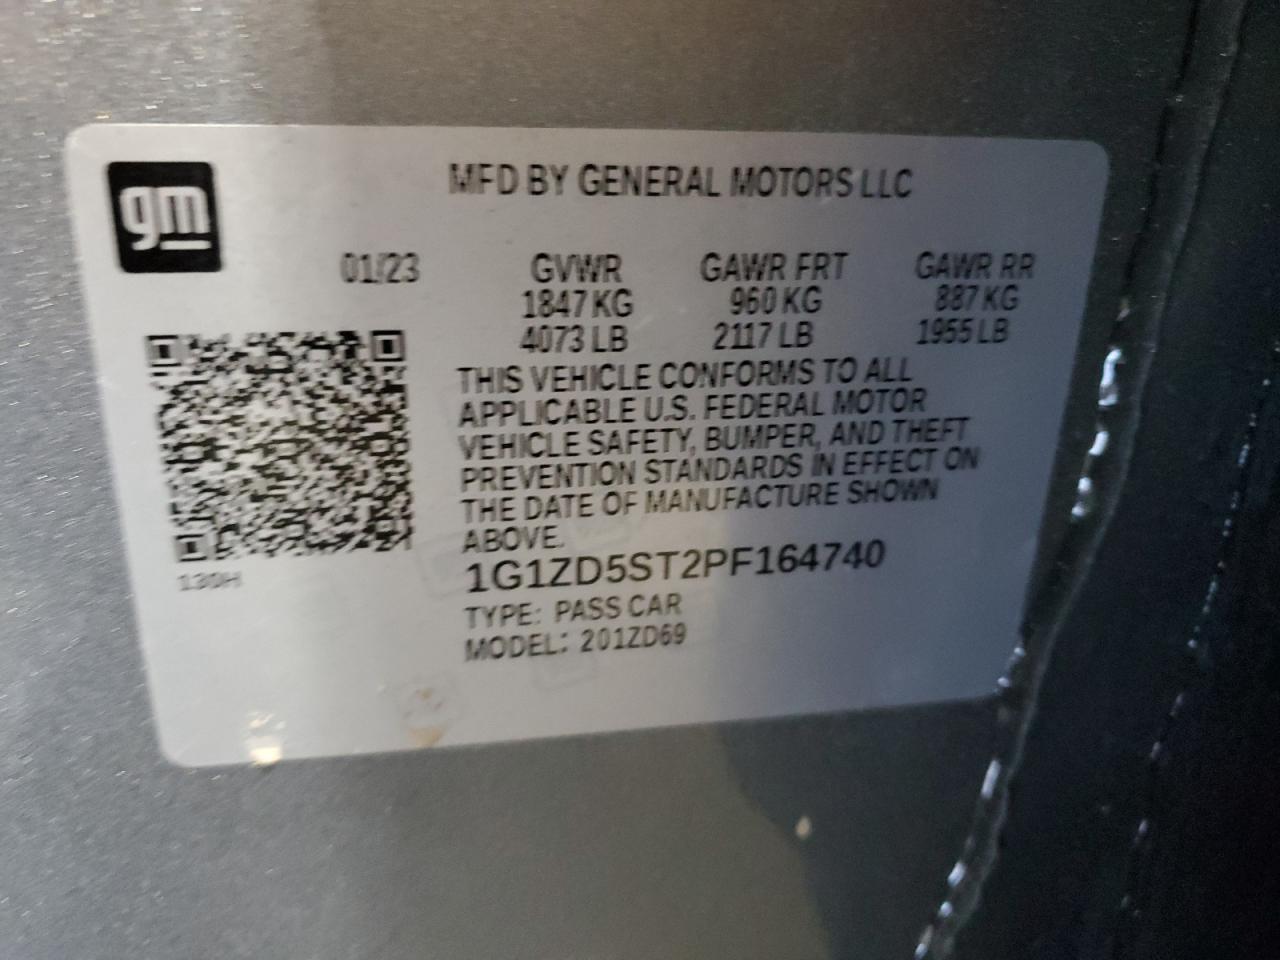 gm
MFD BY GENERAL MOTORS LLC
01/23 GVWR GAWR FRT GAWR RR
1847 KG 960 KG 887 KG
4073 LB 2117 LB 1955 LB
THIS VEHICLE CONFORMS TO ALL
APPLICABLE U.S. FEDERAL MOTOR
VEHICLE SAFETY, BUMPER, AND THEFT
PREVENTION STANDARDS IN EFFECT ON
THE DATE OF MANUFACTURE SHOWN
ABOVE.
1G1ZD5ST2PF164740
130H
TYPE: PASS CAR
MODEL: 201ZD69